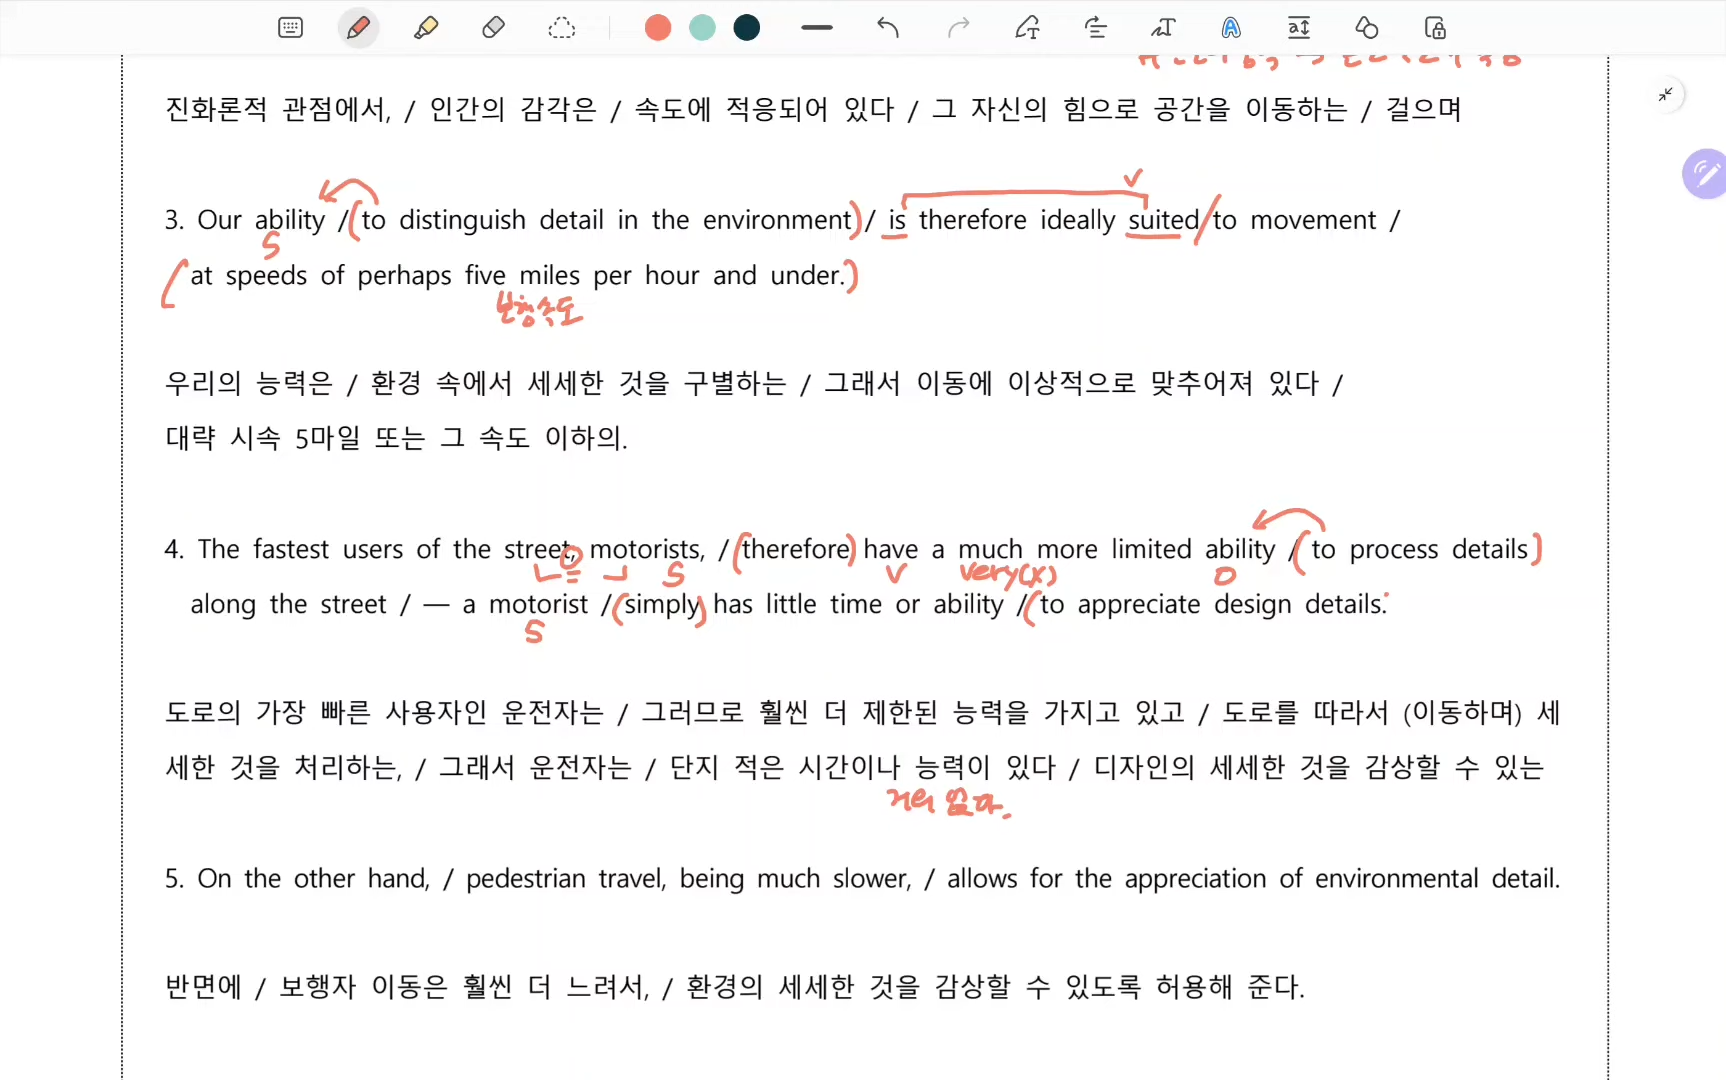 진화론적 관점에서, / 인간의 감각은 / 속도에 적응되어 있다 / 그 자신의 힘으로 공간을 이동하는 / 걸으며
3. Our ability / (to distinguish detail in the environment) / is therefore ideally suited / to movement /
S
V
(at speeds of perhaps five miles per hour and under.)
보행속도
우리의 능력은 / 환경 속에서 세세한 것을 구별하는 / 그래서 이동에 이상적으로 맞추어져 있다 /
대략 시속 5마일 또는 그 속도 이하의.
4. The fastest users of the street, motorists, / (therefore) have a much more limited ability / (to process details)
S V very(x) O
along the street / — a motorist / (simply) has little time or ability / (to appreciate design details.
S
도로의 가장 빠른 사용자인 운전자는 / 그러므로 훨씬 더 제한된 능력을 가지고 있고 / 도로를 따라서 (이동하며) 세
세한 것을 처리하는, / 그래서 운전자는 / 단지 적은 시간이나 능력이 있다 / 디자인의 세세한 것을 감상할 수 있는
거의 없다.
5. On the other hand, / pedestrian travel, being much slower, / allows for the appreciation of environmental detail.
반면에 / 보행자 이동은 훨씬 더 느려서, / 환경의 세세한 것을 감상할 수 있도록 허용해 준다.